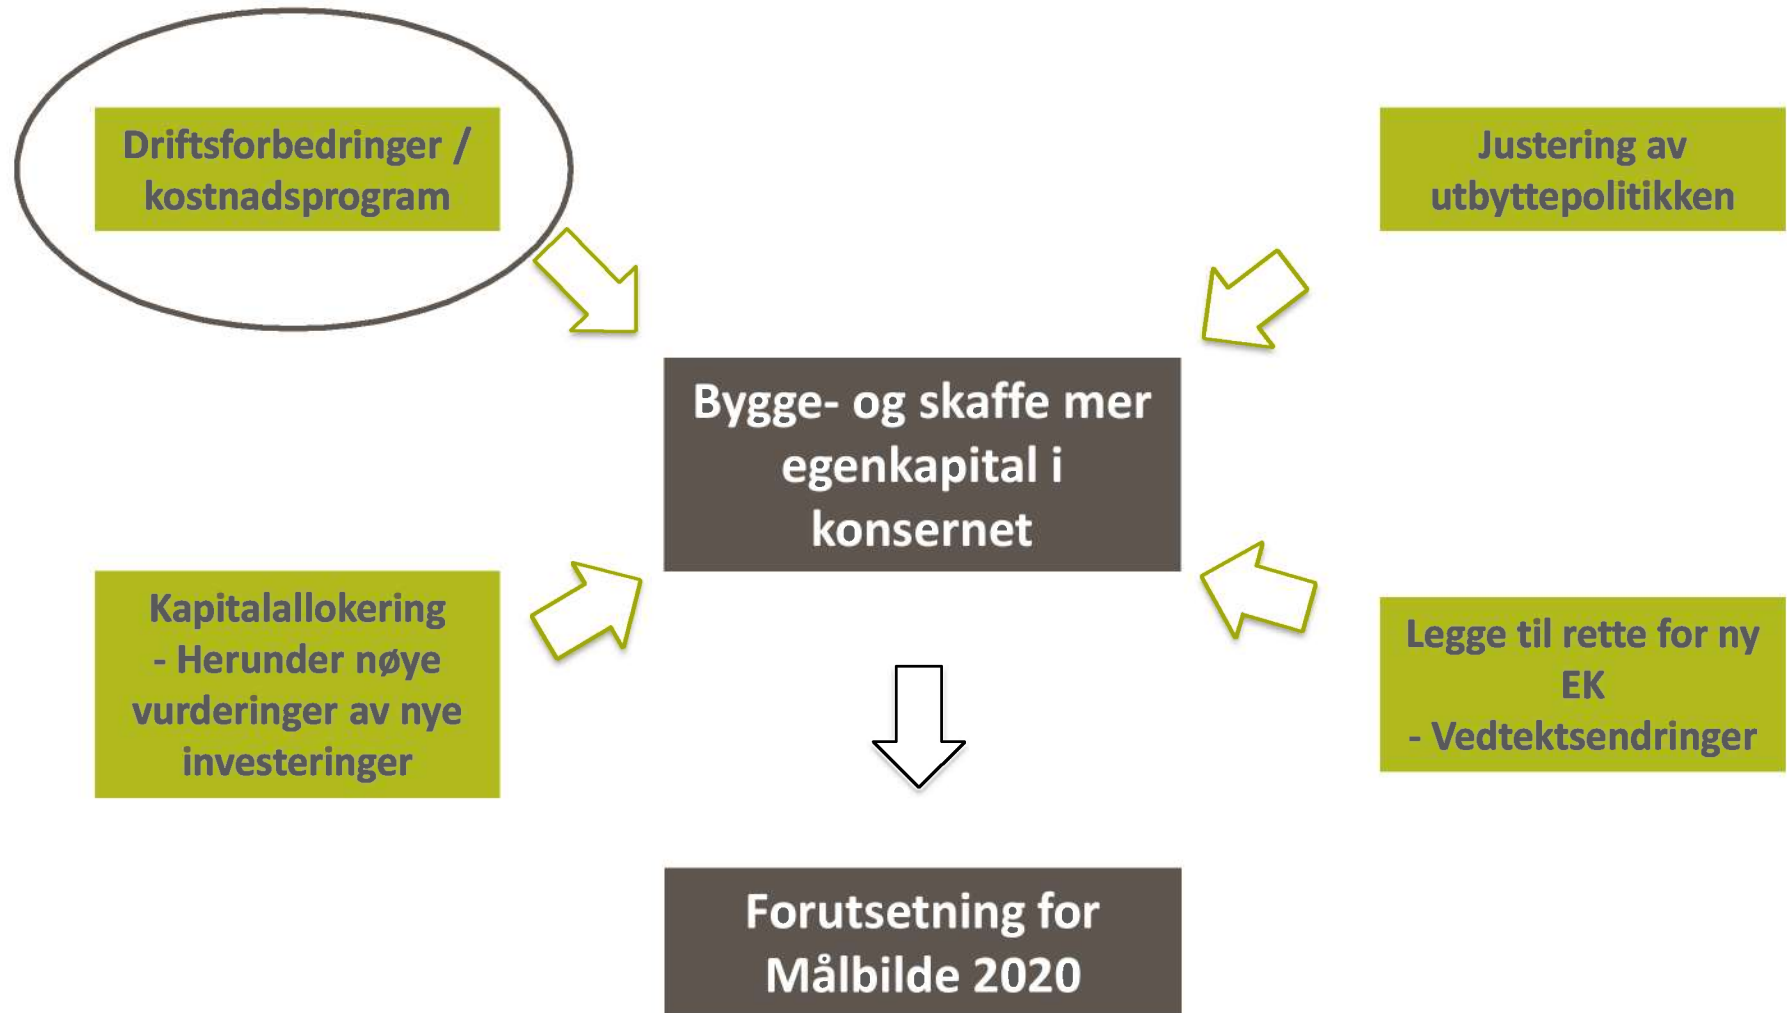 Driftsforbedringer /
kostnadsprogram
Justering av
utbyttepolitikken
Bygge- og skaffe mer
egenkapital i
konsernet
Kapitalallokering
- Herunder nøye
vurderinger av nye
investeringer
Legge til rette for ny
EK
- Vedtektsendringer
Forutsetning for
Målbilde 2020